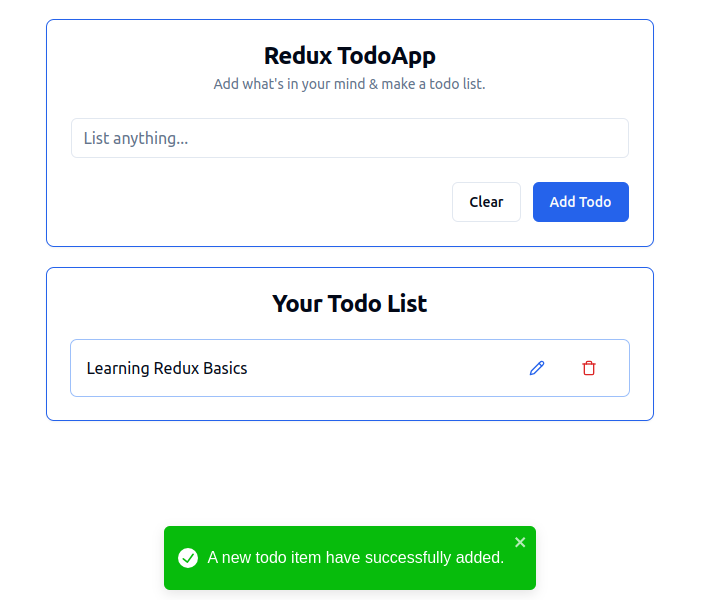 Redux TodoApp
Add what's in your mind & make a todo list.
List anything...
Clear
Add Todo
Your Todo List
Learning Redux Basics
A new todo item have successfully added.